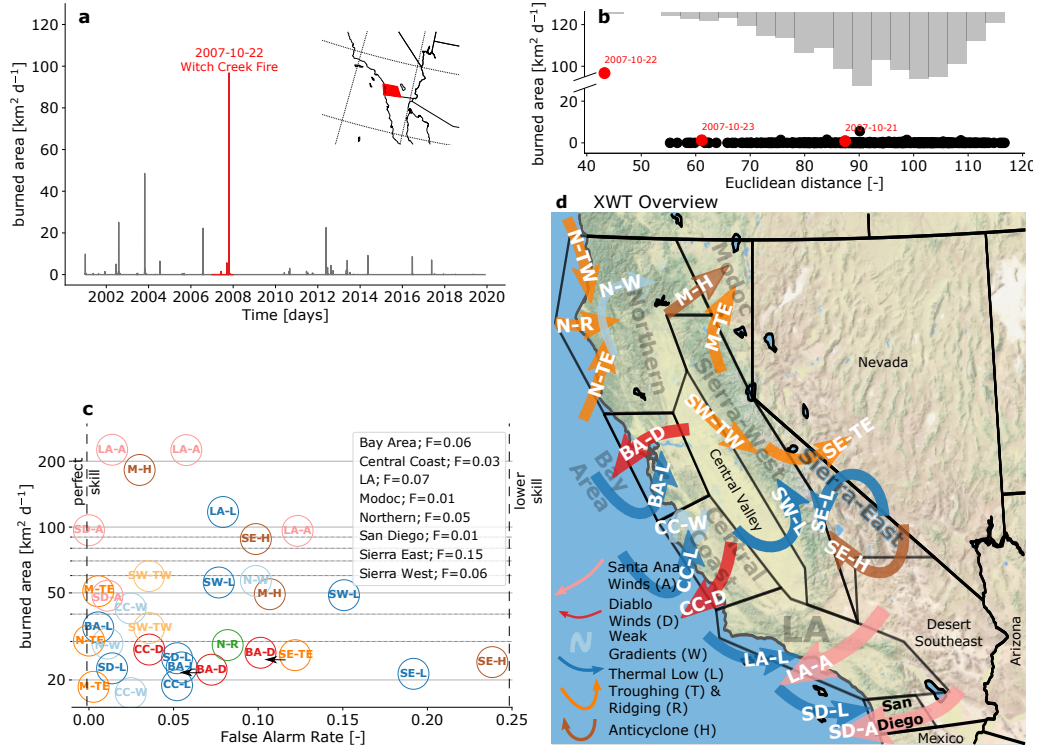 a
burned area [km² d⁻¹]
120
100
80
60
40
20
0
2007-10-22
Witch Creek Fire
2002
2004
2006
2008
2010
2012
2014
2016
2018
2020
Time [days]
b
burned area [km² d⁻¹]
120
100
20
0
2007-10-22
2007-10-23
2007-10-21
40
50
60
70
80
90
100
110
120
Euclidean distance [-]
c
burned area [km² d⁻¹]
200
100
50
20
perfect
skill
lower
skill
Bay Area; F=0.06
Central Coast; F=0.03
LA; F=0.07
Modoc; F=0.01
Northern; F=0.05
San Diego; F=0.01
Sierra East; F=0.15
Sierra West; F=0.06
LA-A
LA-A
M-H
LA-L
SD-A
SE-H
LA-A
SW-TW
N-W
M-TE
SD-A
SW-L
M-H
SW-L
CC-W
BA-L
SW-TW
N-TE
N-W
CC-D
N-R
BA-D
SE-TE
SD-L
SD-L
BA-L
BA-D
SW-L
SE-H
M-TE
CC-W
CC-L
BA-L
0.00
0.05
0.10
0.15
0.20
0.25
False Alarm Rate [-]
d XWT Overview
N-TW
N-W
M-H
Modoc
N-R
Northern
M-TE
N-TE
Sierra-West
Nevada
SW-TW
SE-TE
BA-D
Bay
Area
BA-L
Central Valley
SW-L
SE-L
Sierra-East
CC-W
Central
Coast
CC-L
SE-H
CC-D
LA
LA-L
LA-A
Desert
Southeast
Arizona
SD-L
SD-A
San
Diego
Mexico
Santa Ana
Winds (A)
Diablo
Winds (D)
N
Weak
Gradients (W)
Thermal Low (L)
Troughing (T) &
Ridging (R)
Anticyclone (H)